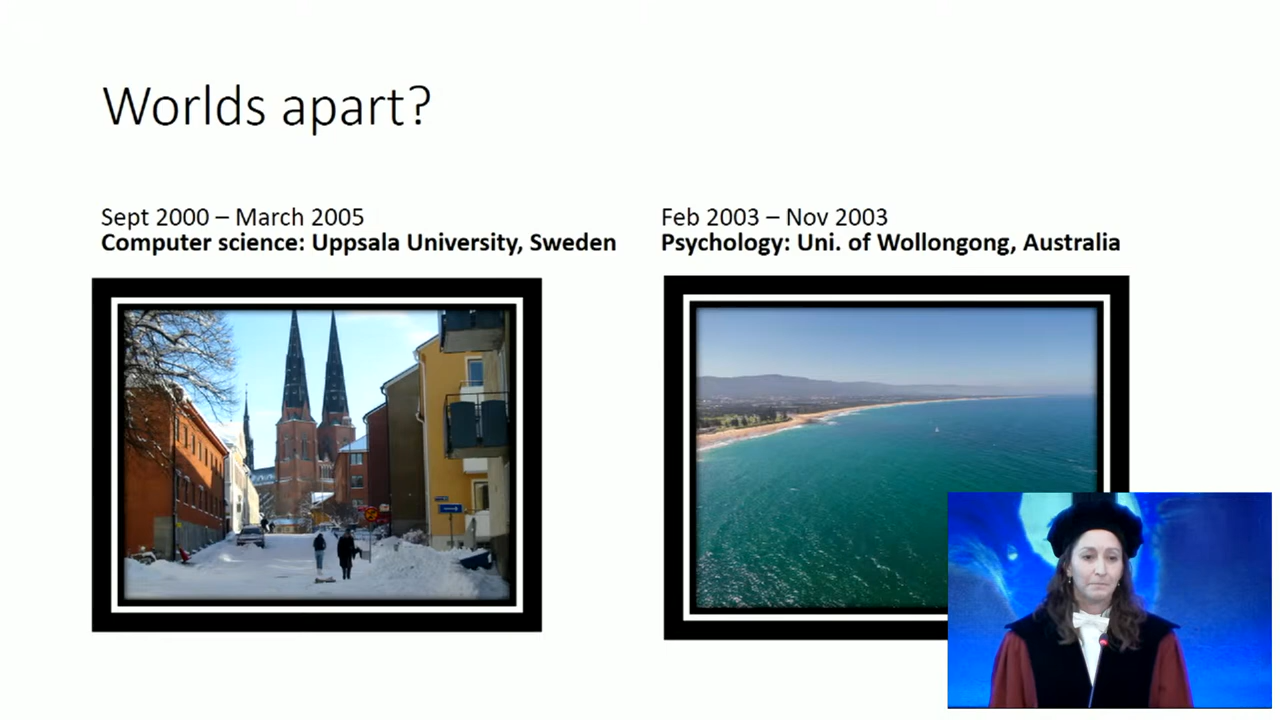 Worlds apart?
Sept 2000 – March 2005
Computer science: Uppsala University, Sweden
Feb 2003 – Nov 2003
Psychology: Uni. of Wollongong, Australia